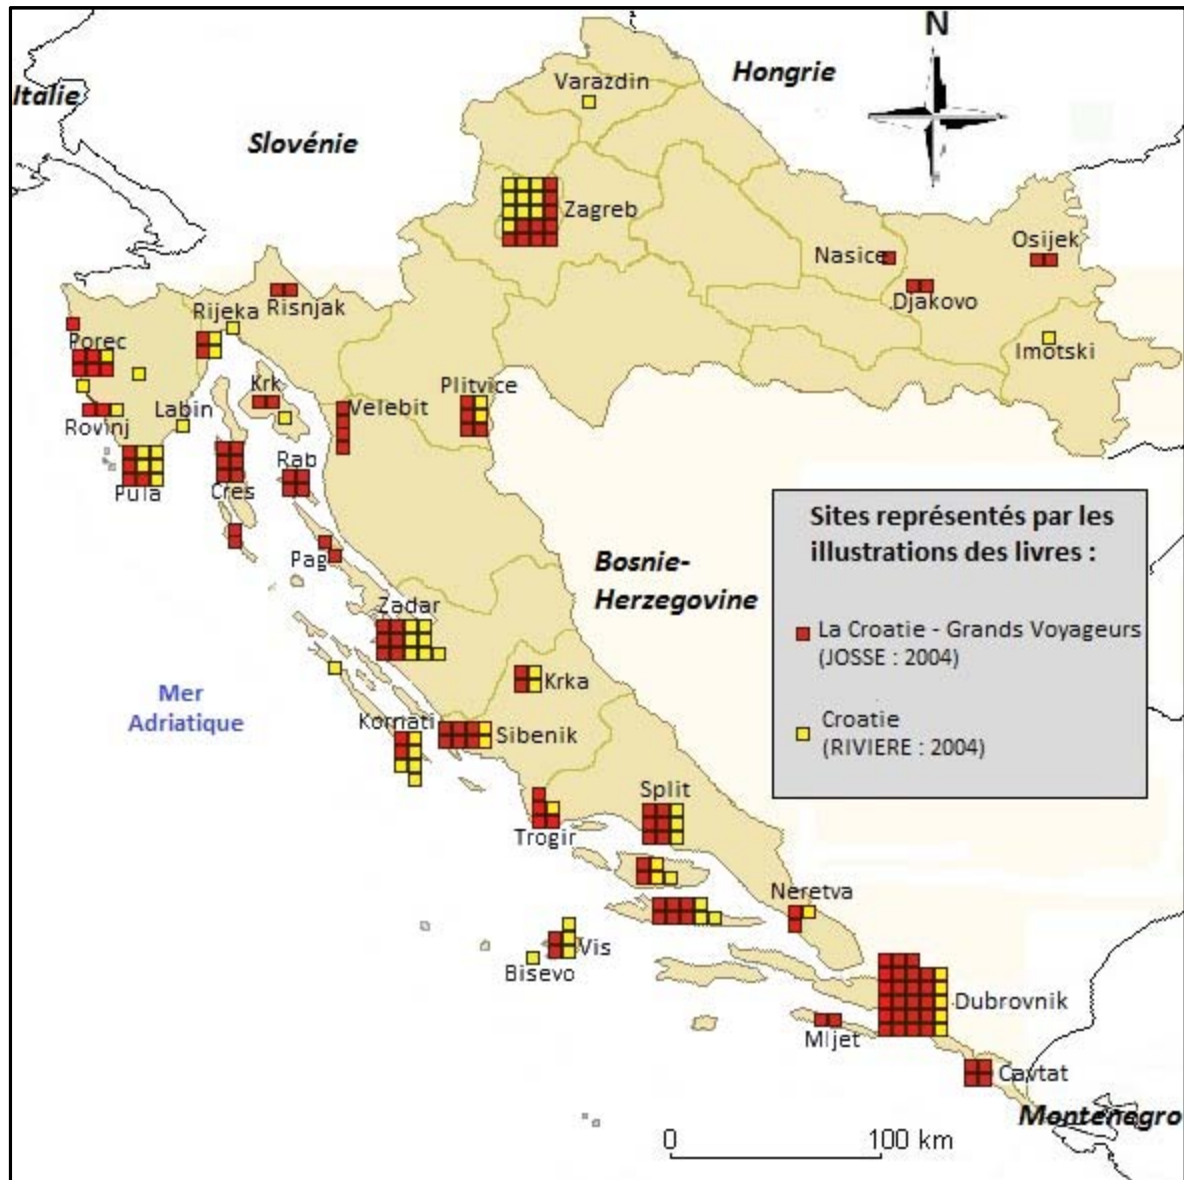 N
Varazdin
Hongrie
Italie
Slovénie
Zagreb
Osijek
Nasice
Djakovo
Rijeka
Risnjak
Porec
Imotski
Krk
Plitvice
Labin
Velebit
Rovinj
Rab
Pula
Cres
Sites représentés par les
illustrations des livres :
Pag
Bosnie-
Herzegovine
Zadar
La Croatie - Grands Voyageurs
(JOSSE : 2004)
Krka
Mer
Adriatique
Kornati
Sibenik
Croatie
(RIVIERE : 2004)
Split
Trogir
Neretva
Vis
Bisevo
Dubrovnik
Mljet
Cavtat
Montenegro
0 100 km